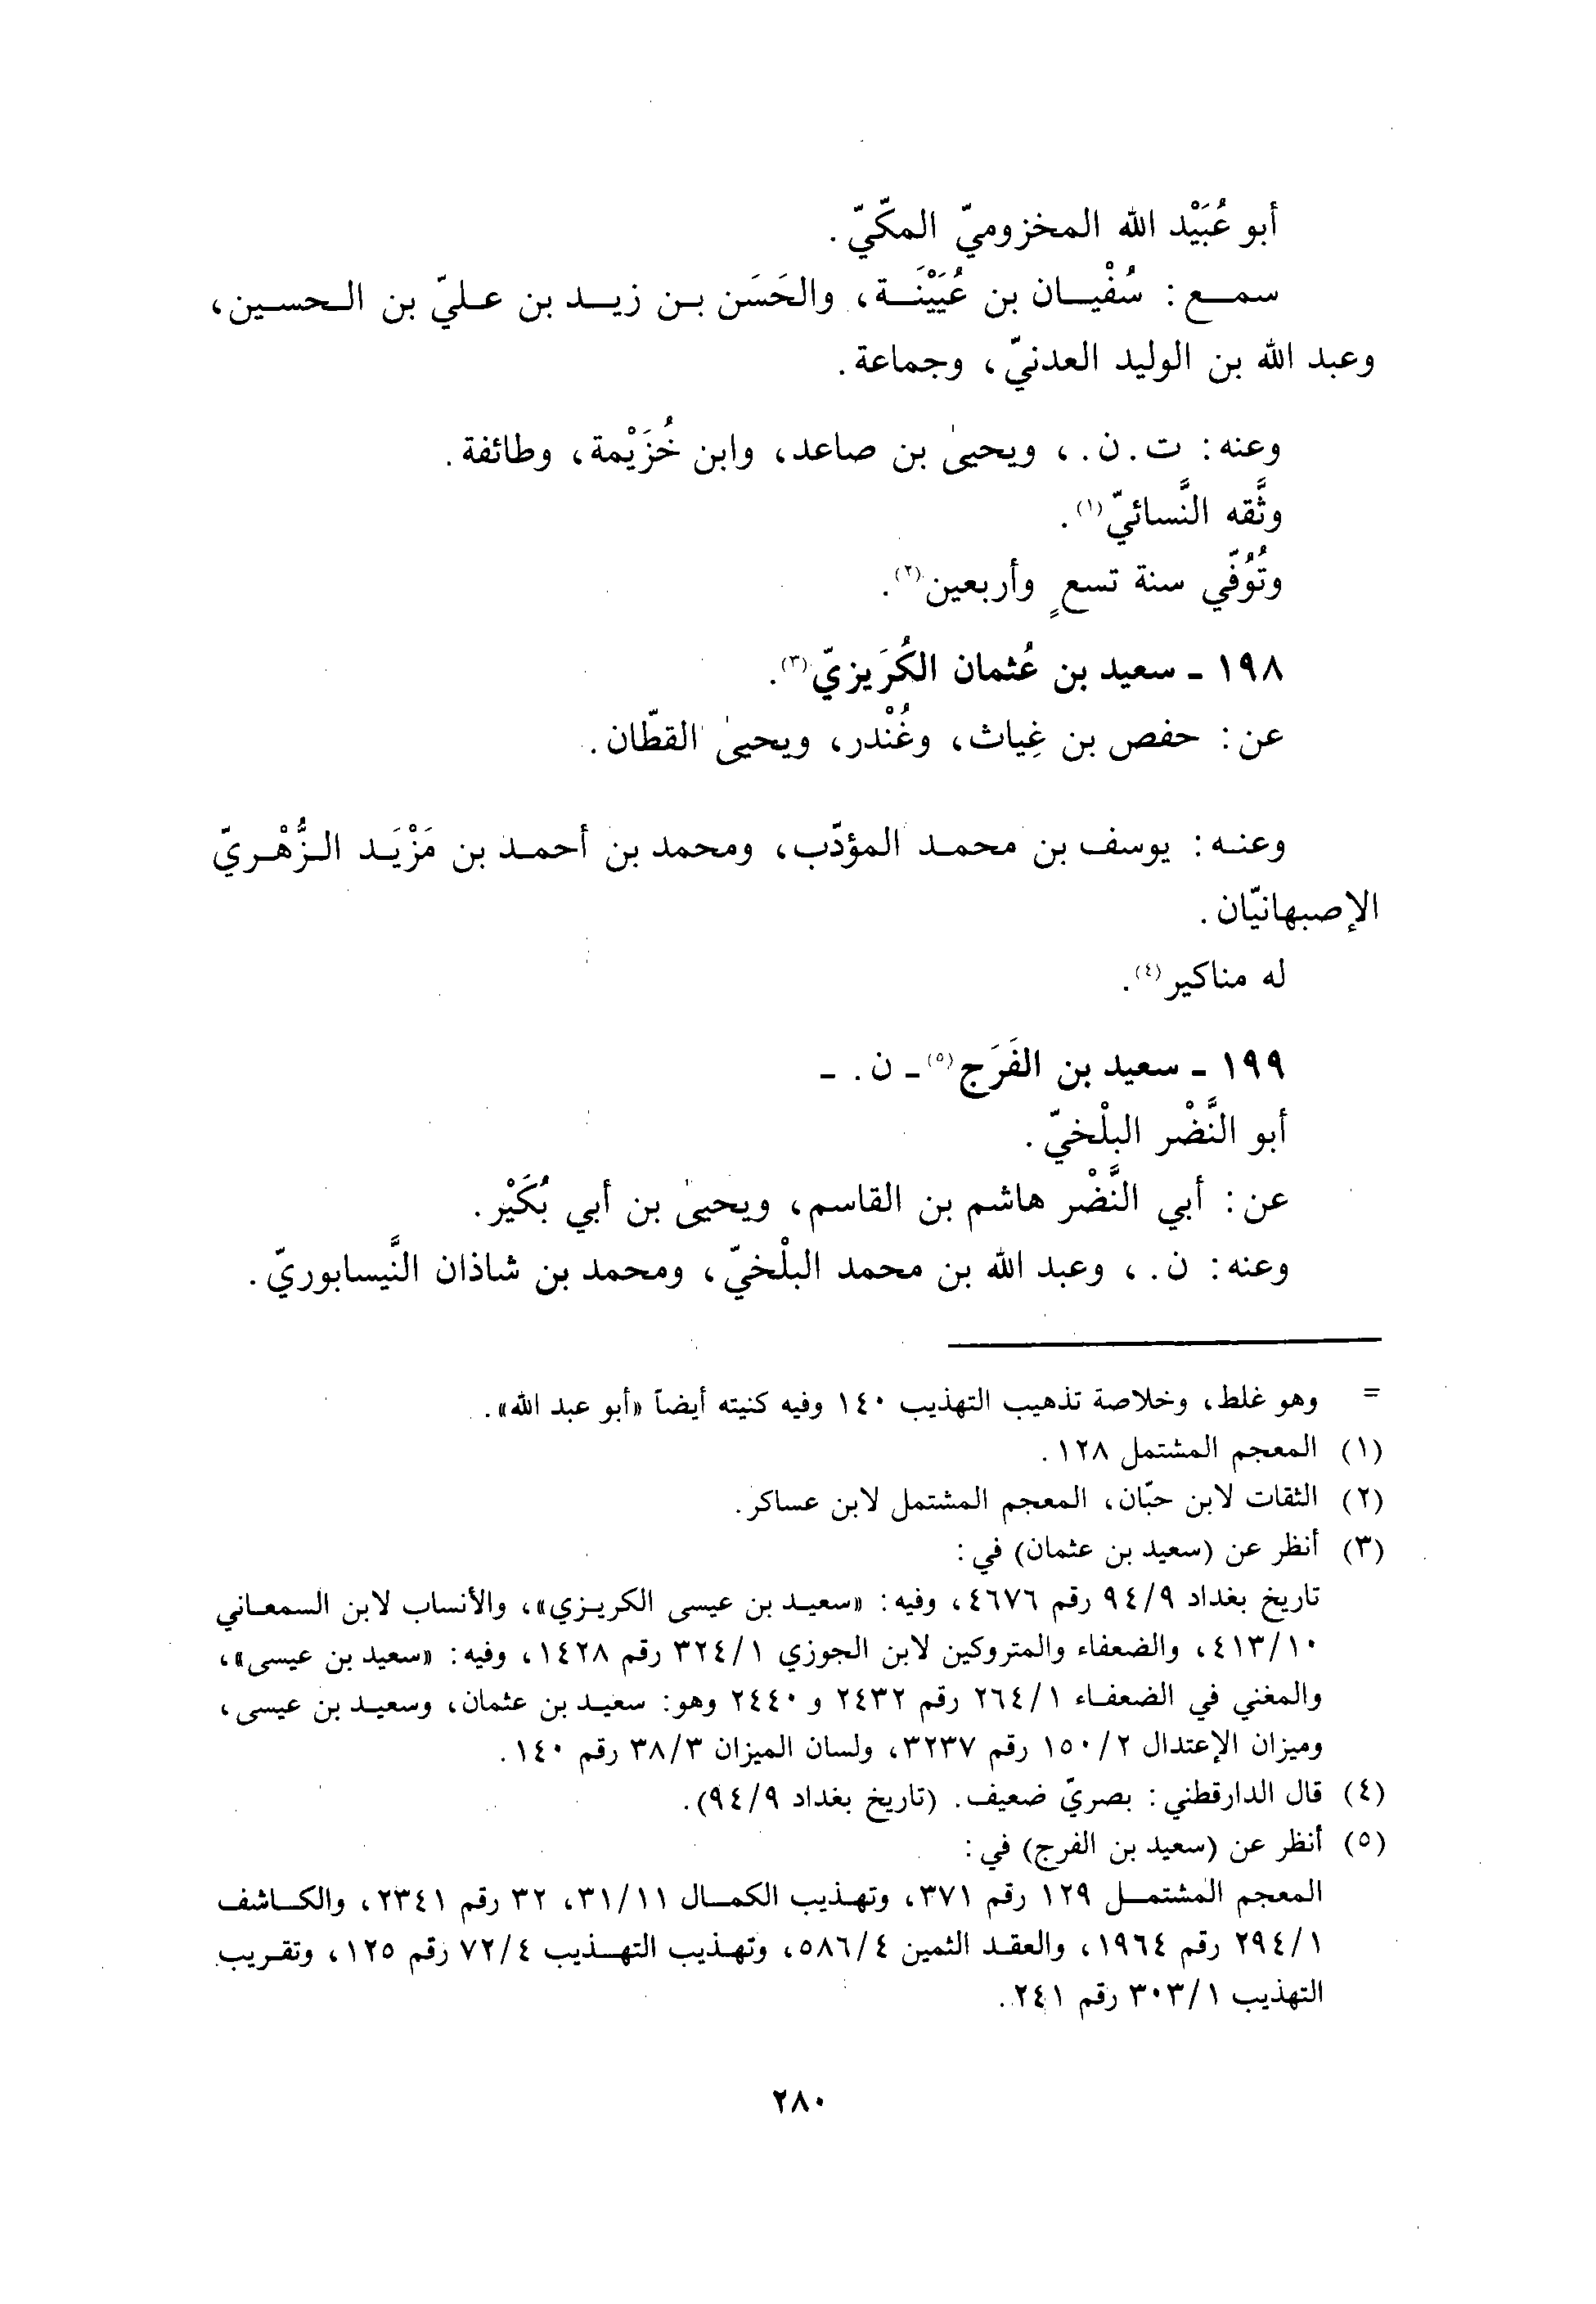 أبو عُبَيْد الله المخزوميّ المكّيّ.
سمع: سُفْيان بن عُيَيْنَة، والحَسَن بن زيد بن عليّ بن الحسين،
وعبد الله بن الوليد العدنيّ، وجماعة.
وعنه: ت. ن.، ويحيىٰ بن صاعد، وابن خُزَيْمة، وطائفة.
وثَّقه النَّسائيّ(١).
وتُوُفّي سنة تسعٍ وأربعين(٢).
١٩٨ - سعيد بن عُثمان الكُرَيزيّ(٣).
عن: حفص بن غِياث، وغُنْدر، ويحيىٰ القطّان.
وعنه: يوسف بن محمد المؤدّب، ومحمد بن أحمد بن مَزْيَد الزُّهْريّ
الإصبهانيّان.
له مناكير(٤).
١٩٩ - سعيد بن الفَرَج(٥) - ن. -
أبو النَّضْر البلْخيّ.
عن: أبي النَّضْر هاشم بن القاسم، ويحيىٰ بن أبي بُكَيْر.
وعنه: ن.، وعبد الله بن محمد البلْخيّ، ومحمد بن شاذان النَّيسابوريّ.
= وهو غلط، وخلاصة تذهيب التهذيب ١٤٠ وفيه كنيته أيضاً «أبو عبد الله».
(١) المعجم المشتمل ١٢٨.
(٢) الثقات لابن حبّان، المعجم المشتمل لابن عساكر.
(٣) أنظر عن (سعيد بن عثمان) في:
تاريخ بغداد ٩٤/٩ رقم ٤٦٧٦، وفيه: «سعيد بن عيسى الكريزي»، والأنساب لابن السمعاني
٤١٣/١٠، والضعفاء والمتروكين لابن الجوزي ٣٢٤/١ رقم ١٤٢٨، وفيه: «سعيد بن عيسى»،
والمغني في الضعفاء ٢٦٤/١ رقم ٢٤٣٢ و ٢٤٤٠ وهو: سعيد بن عثمان، وسعيد بن عيسى،
وميزان الإعتدال ١٥٠/٢ رقم ٣٢٣٧، ولسان الميزان ٣٨/٣ رقم ١٤٠.
(٤) قال الدارقطني: بصريّ ضعيف. (تاريخ بغداد ٩٤/٩).
(٥) أنظر عن (سعيد بن الفرج) في:
المعجم المشتمل ١٢٩ رقم ٣٧١، وتهذيب الكمال ٣١/١١، ٣٢ رقم ٢٣٤١، والكاشف
٢٩٤/١ رقم ١٩٦٤، والعقد الثمين ٥٨٦/٤، وتهذيب التهذيب ٧٢/٤ رقم ١٢٥، وتقريب
التهذيب ٣٠٣/١ رقم ٢٤١.
٢٨٠